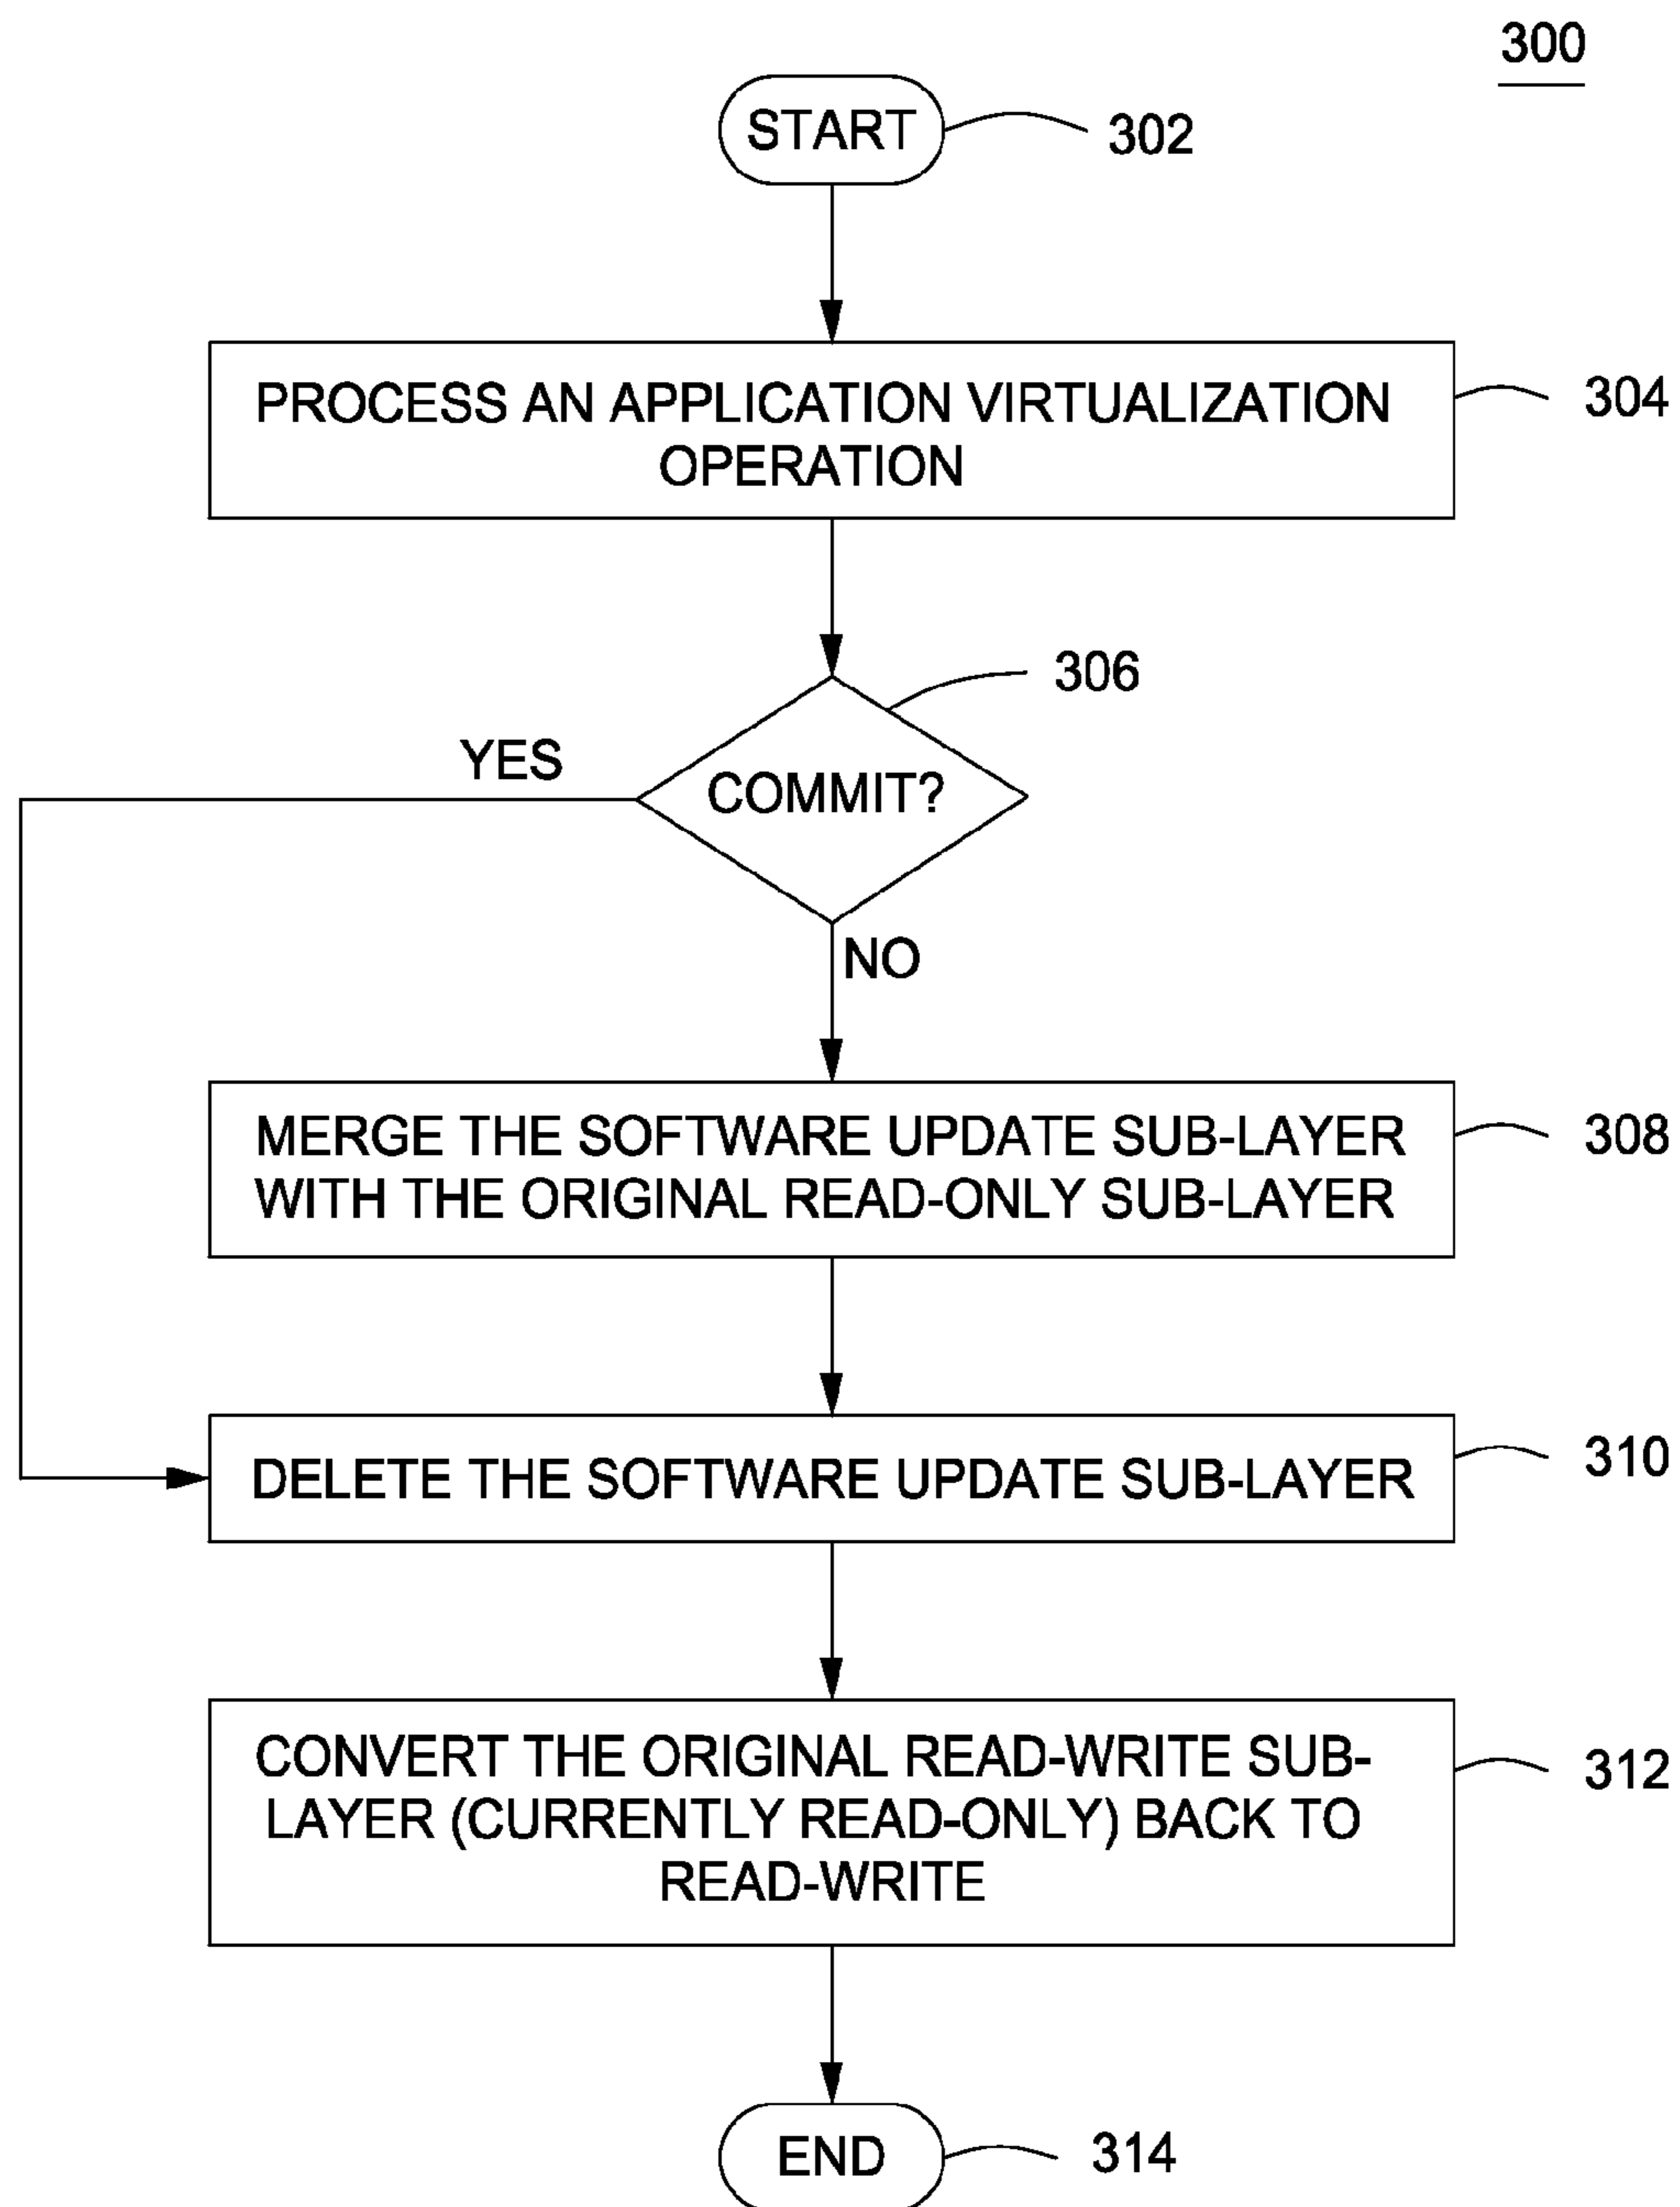 300
START
302
PROCESS AN APPLICATION VIRTUALIZATION
OPERATION
304
306
YES
COMMIT?
NO
MERGE THE SOFTWARE UPDATE SUB-LAYER
WITH THE ORIGINAL READ-ONLY SUB-LAYER
308
DELETE THE SOFTWARE UPDATE SUB-LAYER
310
CONVERT THE ORIGINAL READ-WRITE SUB-
LAYER (CURRENTLY READ-ONLY) BACK TO
READ-WRITE
312
END
314